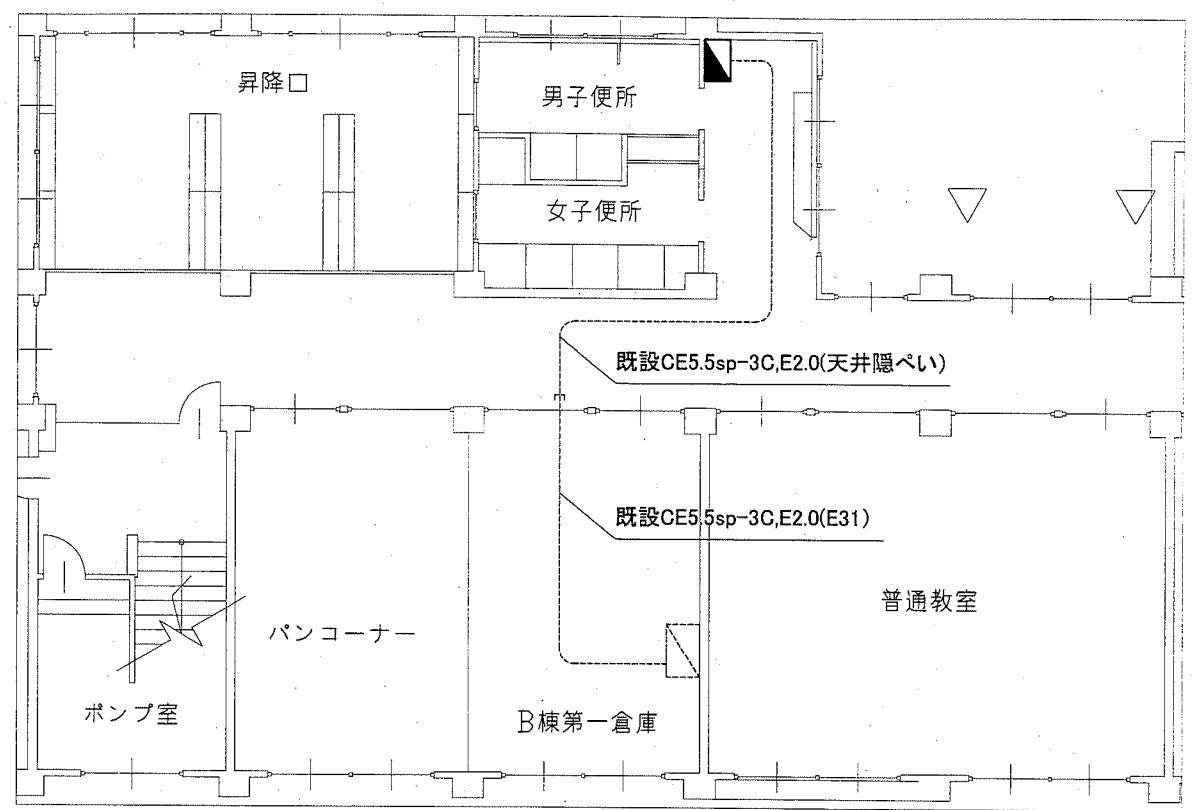 昇降口
男子便所
女子便所
既設CE5.5sp-3C,E2.0(天井隠ぺい)
既設CE5.5sp-3C,E2.0(E31)
普通教室
パンコーナー
ポンプ室
B棟第一倉庫